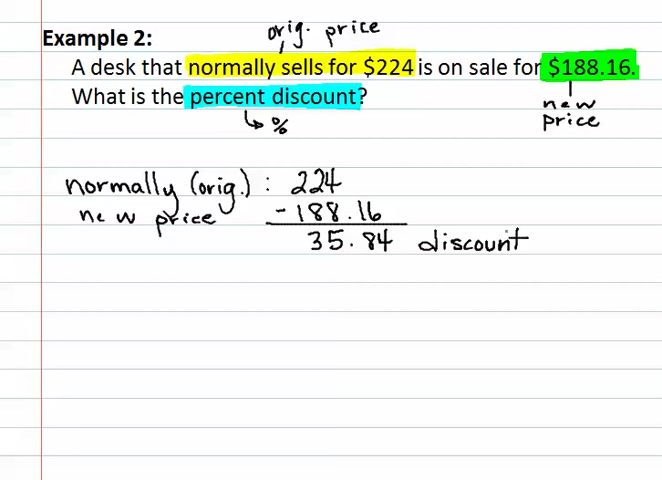 Example 2:
orig. price
A desk that normally sells for $224 is on sale for $188.16.
What is the percent discount?
new
price
%
normally (orig.) : 224
new price -188.16
35.84 discount